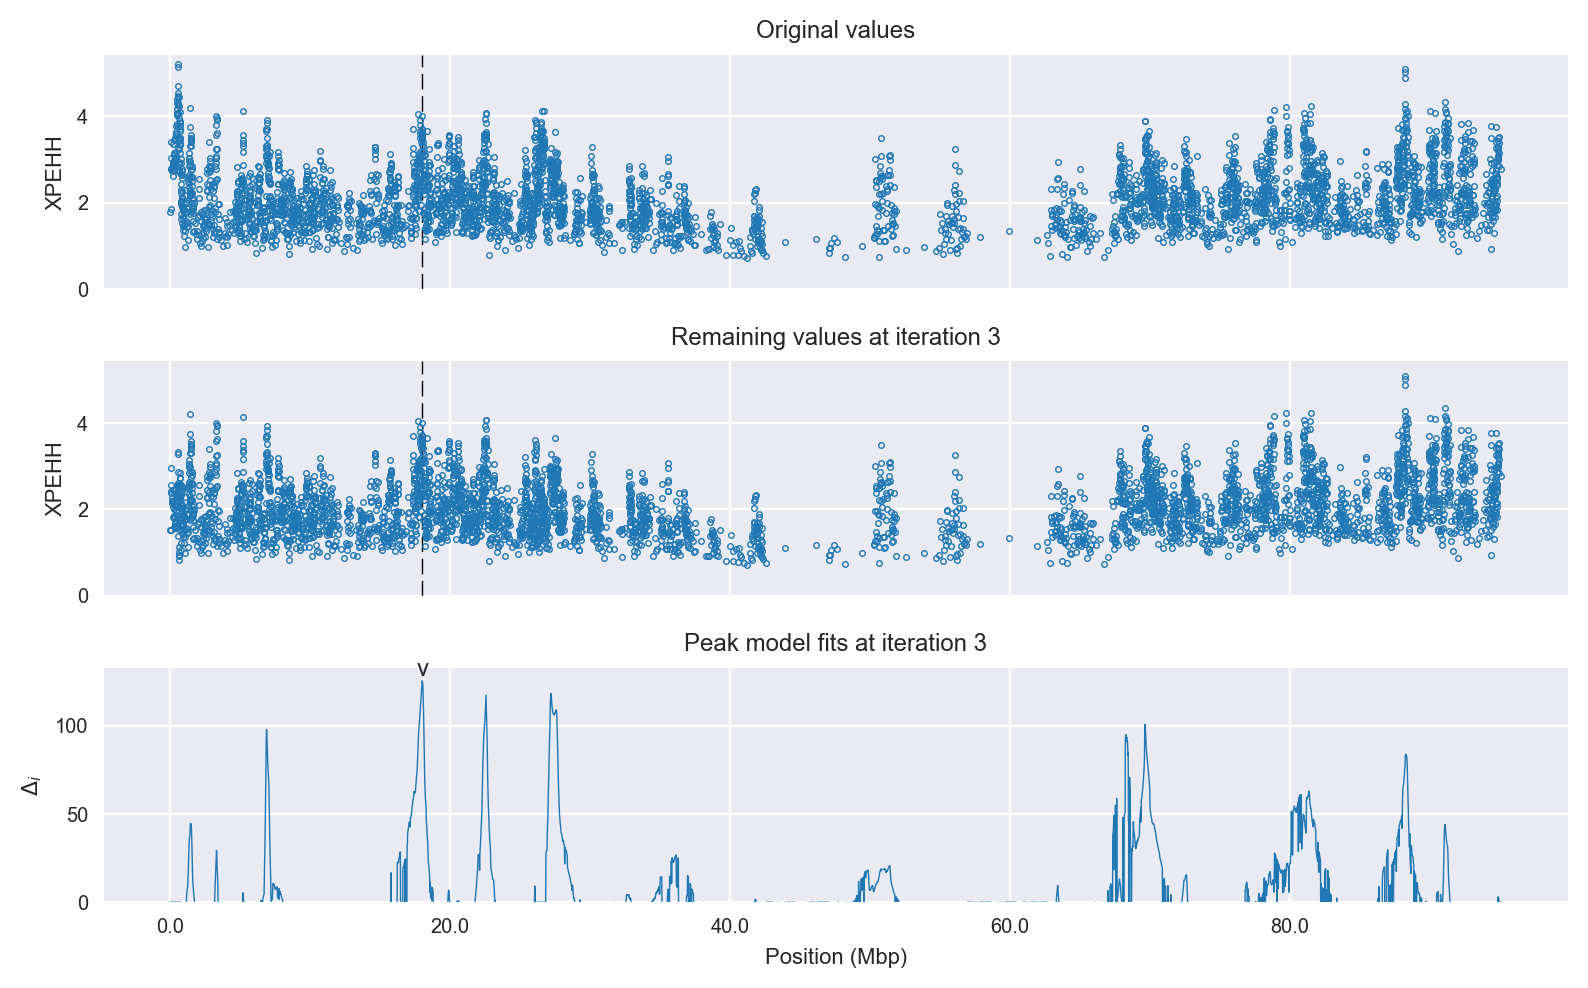 Original values
XPEHH
4
2
0
Remaining values at iteration 3
XPEHH
4
2
0
Peak model fits at iteration 3
v
Δi
100
50
0
0.0 20.0 40.0 60.0 80.0
Position (Mbp)